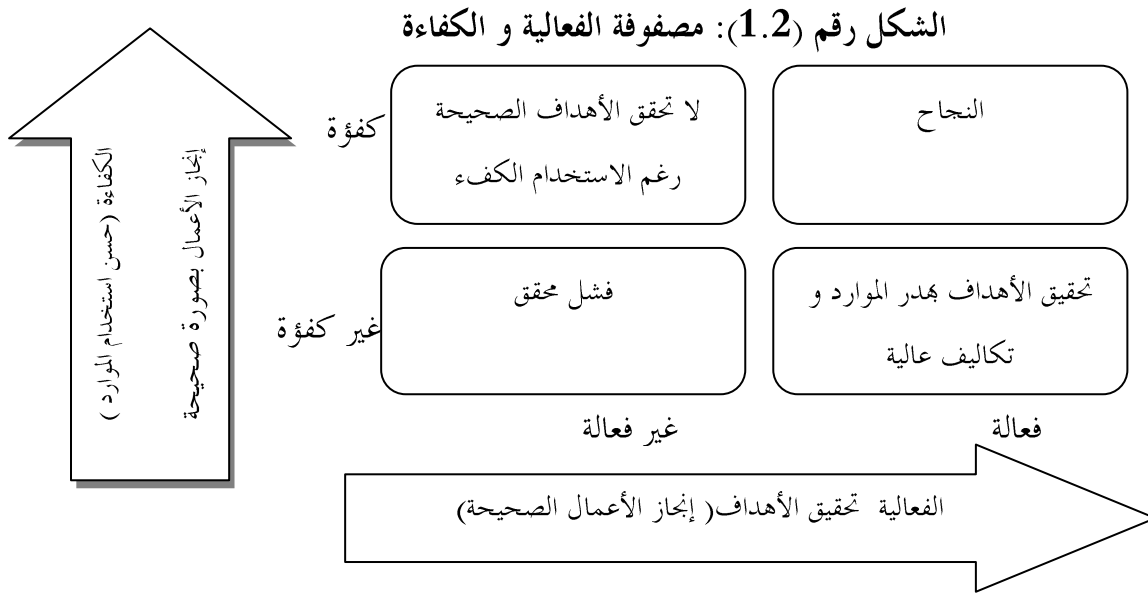 الشكل رقم (1.2): مصفوفة الفعالية و الكفاءة
النجاح
لا تحقق الأهداف الصحيحة
رغم الاستخدام الكفء
كفؤة
تحقيق الأهداف بهدر الموارد و
تكاليف عالية
فشل محقق
غير كفؤة
فعالة
غير فعالة
الكفاءة (حسن استخدام الموارد )
إنجاز الأعمال بصورة صحيحة
الفعالية تحقيق الأهداف( إنجاز الأعمال الصحيحة)